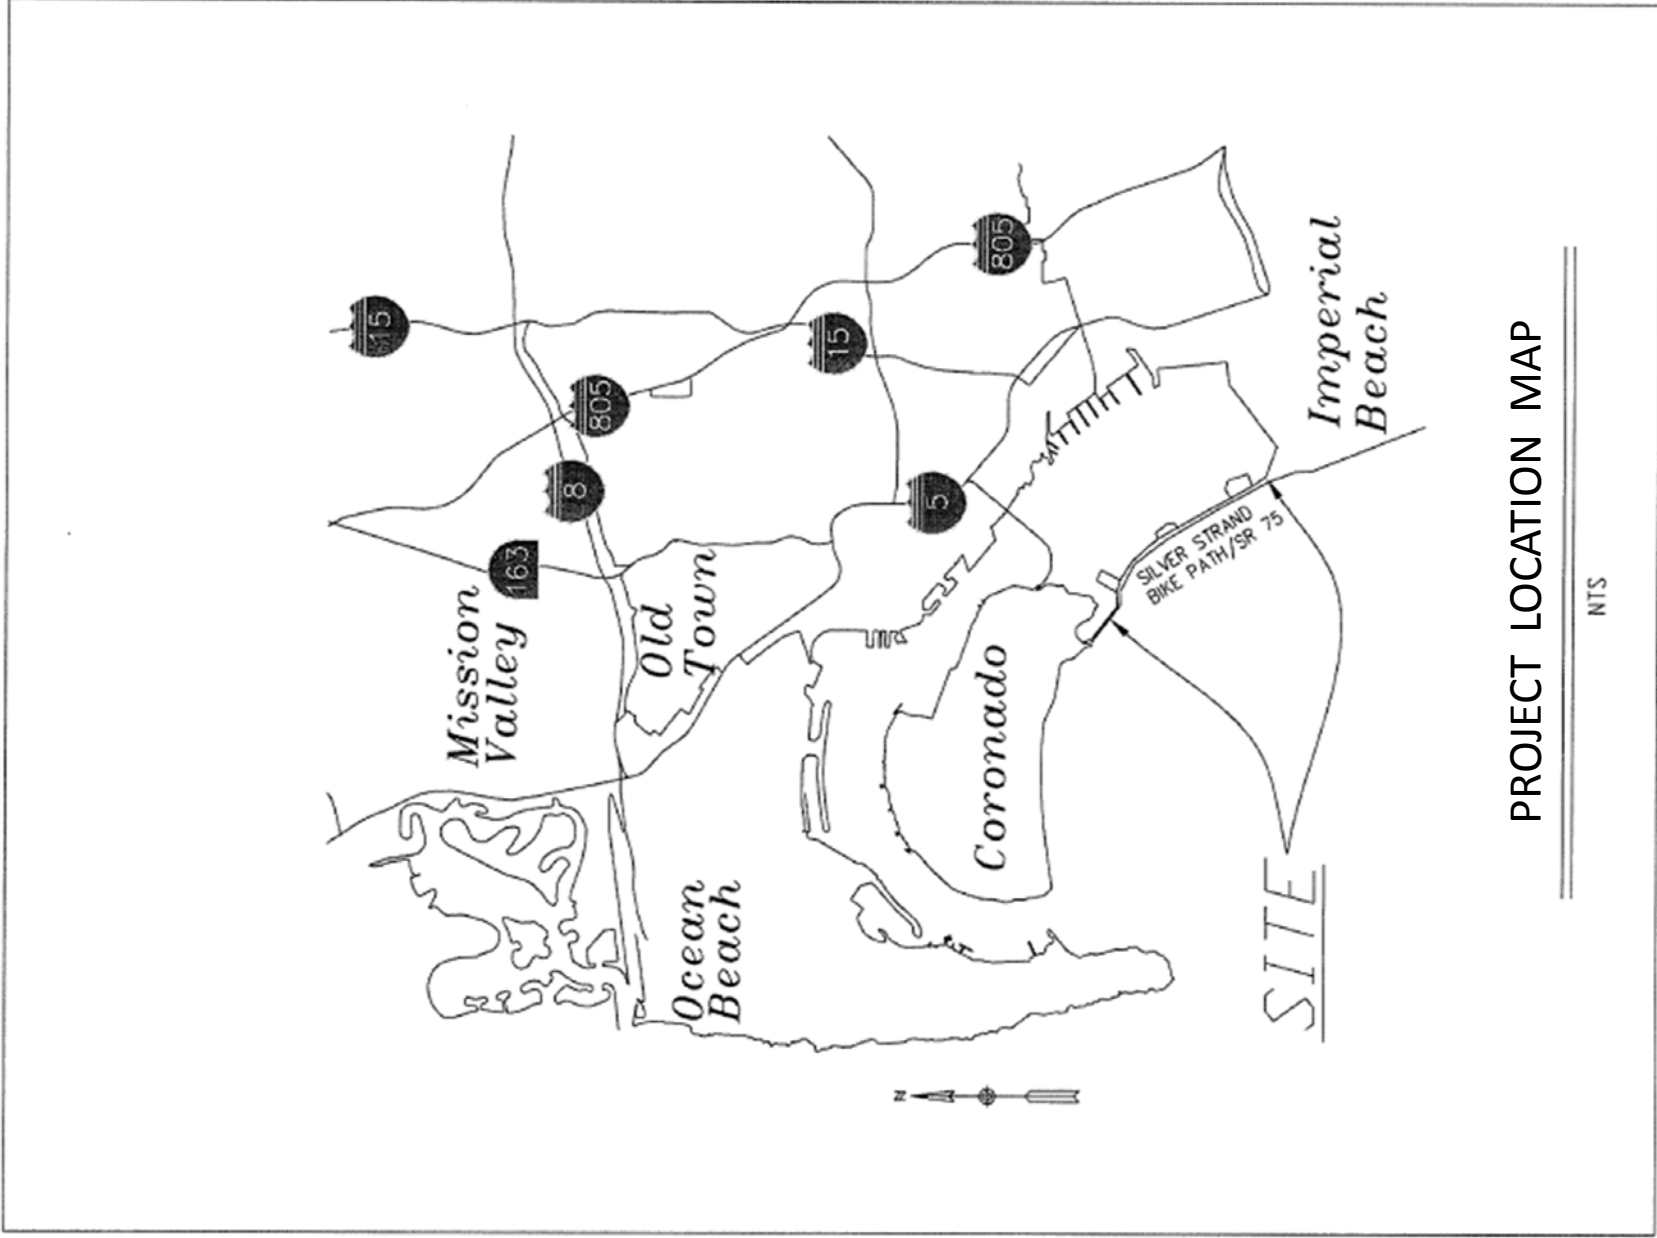 Mission
Valley
163
8
805
15
Old
Town
15
5
805
Ocean
Beach
Coronado
SILVER STRAND
BIKE PATH/SR 75
Imperial
Beach
N
SITE
PROJECT LOCATION MAP
NTS